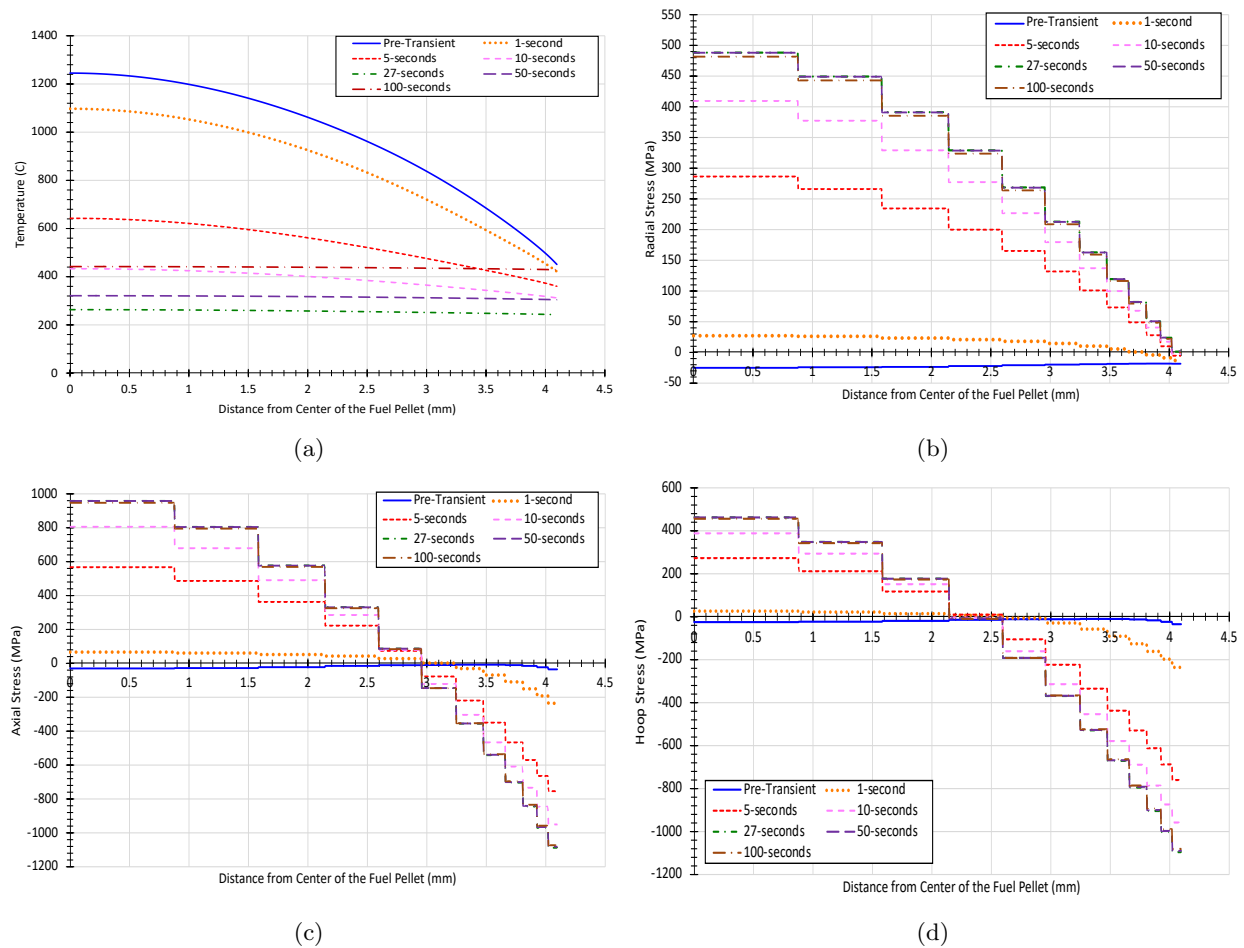 1400
1200
1000
800
600
400
200
0
0 0.5 1 1.5 2 2.5 3 3.5 4 4.5
Temperature (C)
Distance from Center of the Fuel Pellet (mm)
Pre-Transient 1-second
5-seconds 10-seconds
27-seconds 50-seconds
100-seconds
(a)
550
500
450
400
350
300
250
200
150
100
50
0
-50
0 0.5 1 1.5 2 2.5 3 3.5 4 4.5
Radial Stress (MPa)
Distance from Center of the Fuel Pellet (mm)
Pre-Transient 1-second
5-seconds 10-seconds
27-seconds 50-seconds
100-seconds
(b)
1000
800
600
400
200
0
-200
-400
-600
-800
-1000
-1200
0 0.5 1 1.5 2 2.5 3 3.5 4 4.5
Axial Stress (MPa)
Distance from Center of the Fuel Pellet (mm)
Pre-Transient 1-second
5-seconds 10-seconds
27-seconds 50-seconds
100-seconds
(c)
600
400
200
0
-200
-400
-600
-800
-1000
-1200
0 0.5 1 1.5 2 2.5 3 3.5 4 4.5
Hoop Stress (MPa)
Distance from Center of the Fuel Pellet (mm)
Pre-Transient 1-second
5-seconds 10-seconds
27-seconds 50-seconds
100-seconds
(d)